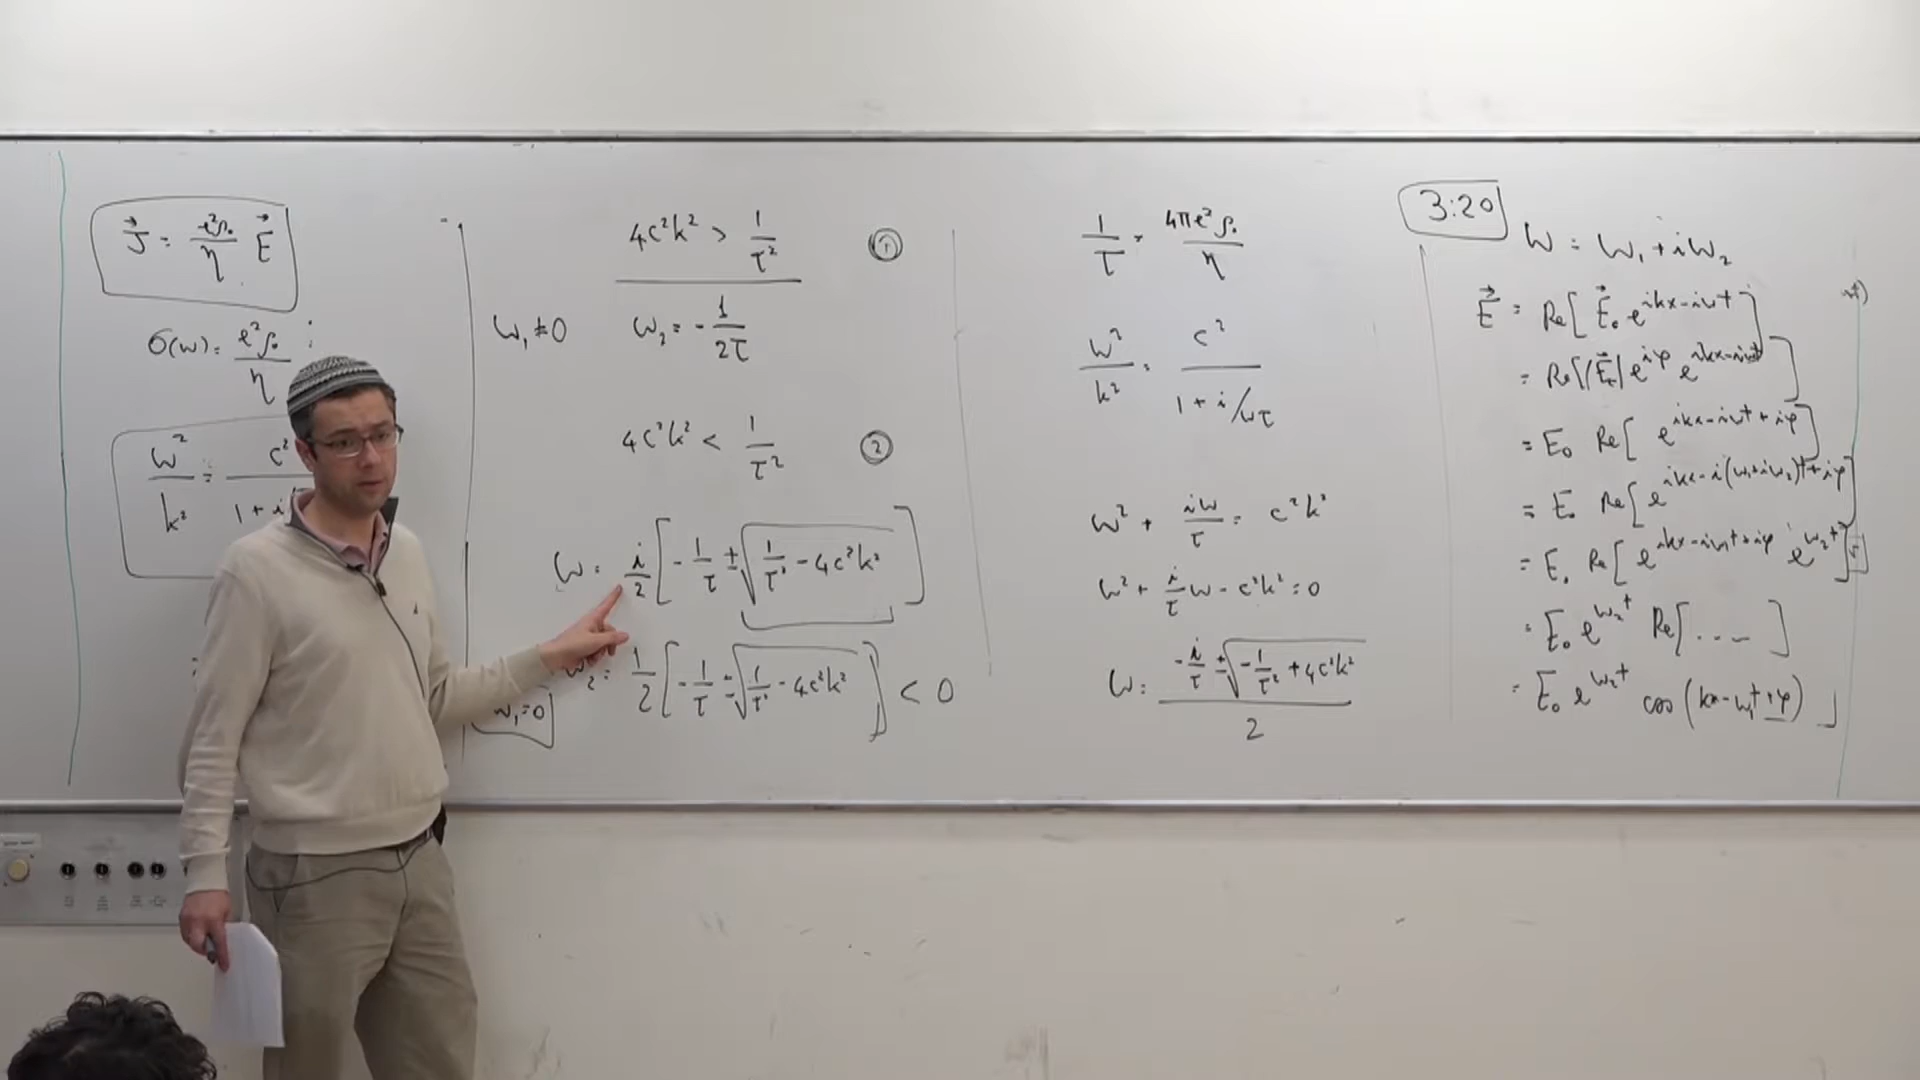 J⃗ = e²ρ₀/η E⃗
σ(ω) = e²ρ₀/η
ω²/k² = c²/1 + i
4c²k² > 1/τ² ①
ω₁ ≠ 0 ω₂ = -1/2τ
4c²k² < 1/τ² ②
ω = i/2 [-1/τ ± √(1/τ² - 4c²k²)]
ω₂ = 1/2 [-1/τ ± √(1/τ² - 4c²k²)] < 0
ω₁=0
1/τ = 4πe²ρ₀/η
ω²/k² = c²/(1 + i/ωτ)
ω² + iω/τ = c²k²
ω² + i/τ ω - c²k² = 0
ω = (-i/τ ± √(-1/τ² + 4c²k²))/2
3:20
ω = ω₁ + iω₂
E⃗ = Re[E⃗₀ e^(ikx-iωt)]
= Re[|E⃗₀| e^(iφ) e^(ikx-iωt)]
= E₀ Re[e^(ikx-iωt+iφ)]
= E₀ Re[e^(ikx-i(ω₁+iω₂)t+iφ)]
= E₀ Re[e^(ikx-iω₁t+iφ) e^(ω₂t)]
= E₀ e^(ω₂t) Re[....]
= E₀ e^(ω₂t) cos(kx-ω₁t+φ)